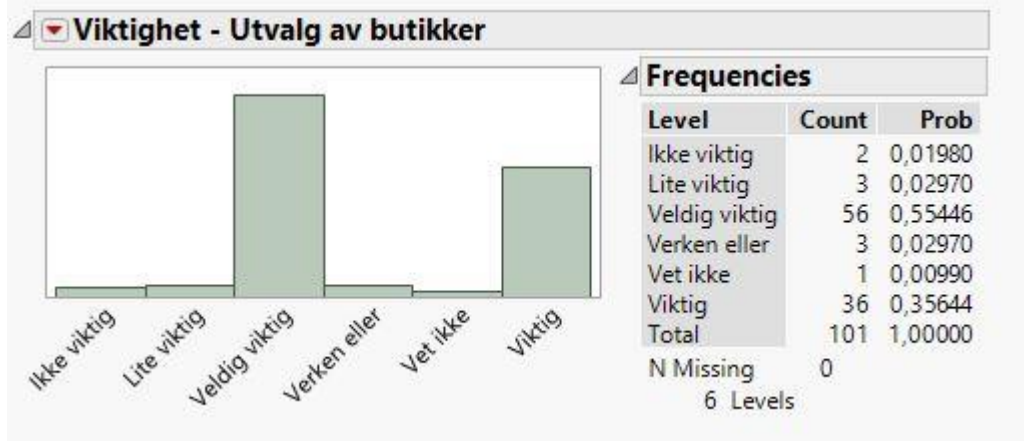 Viktighet - Utvalg av butikker
Ikke viktig
Lite viktig
Veldig viktig
Verken eller
Vet ikke
Viktig
Frequencies
Level Count Prob
Ikke viktig 2 0,01980
Lite viktig 3 0,02970
Veldig viktig 56 0,55446
Verken eller 3 0,02970
Vet ikke 1 0,00990
Viktig 36 0,35644
Total 101 1,00000
N Missing 0
6 Levels